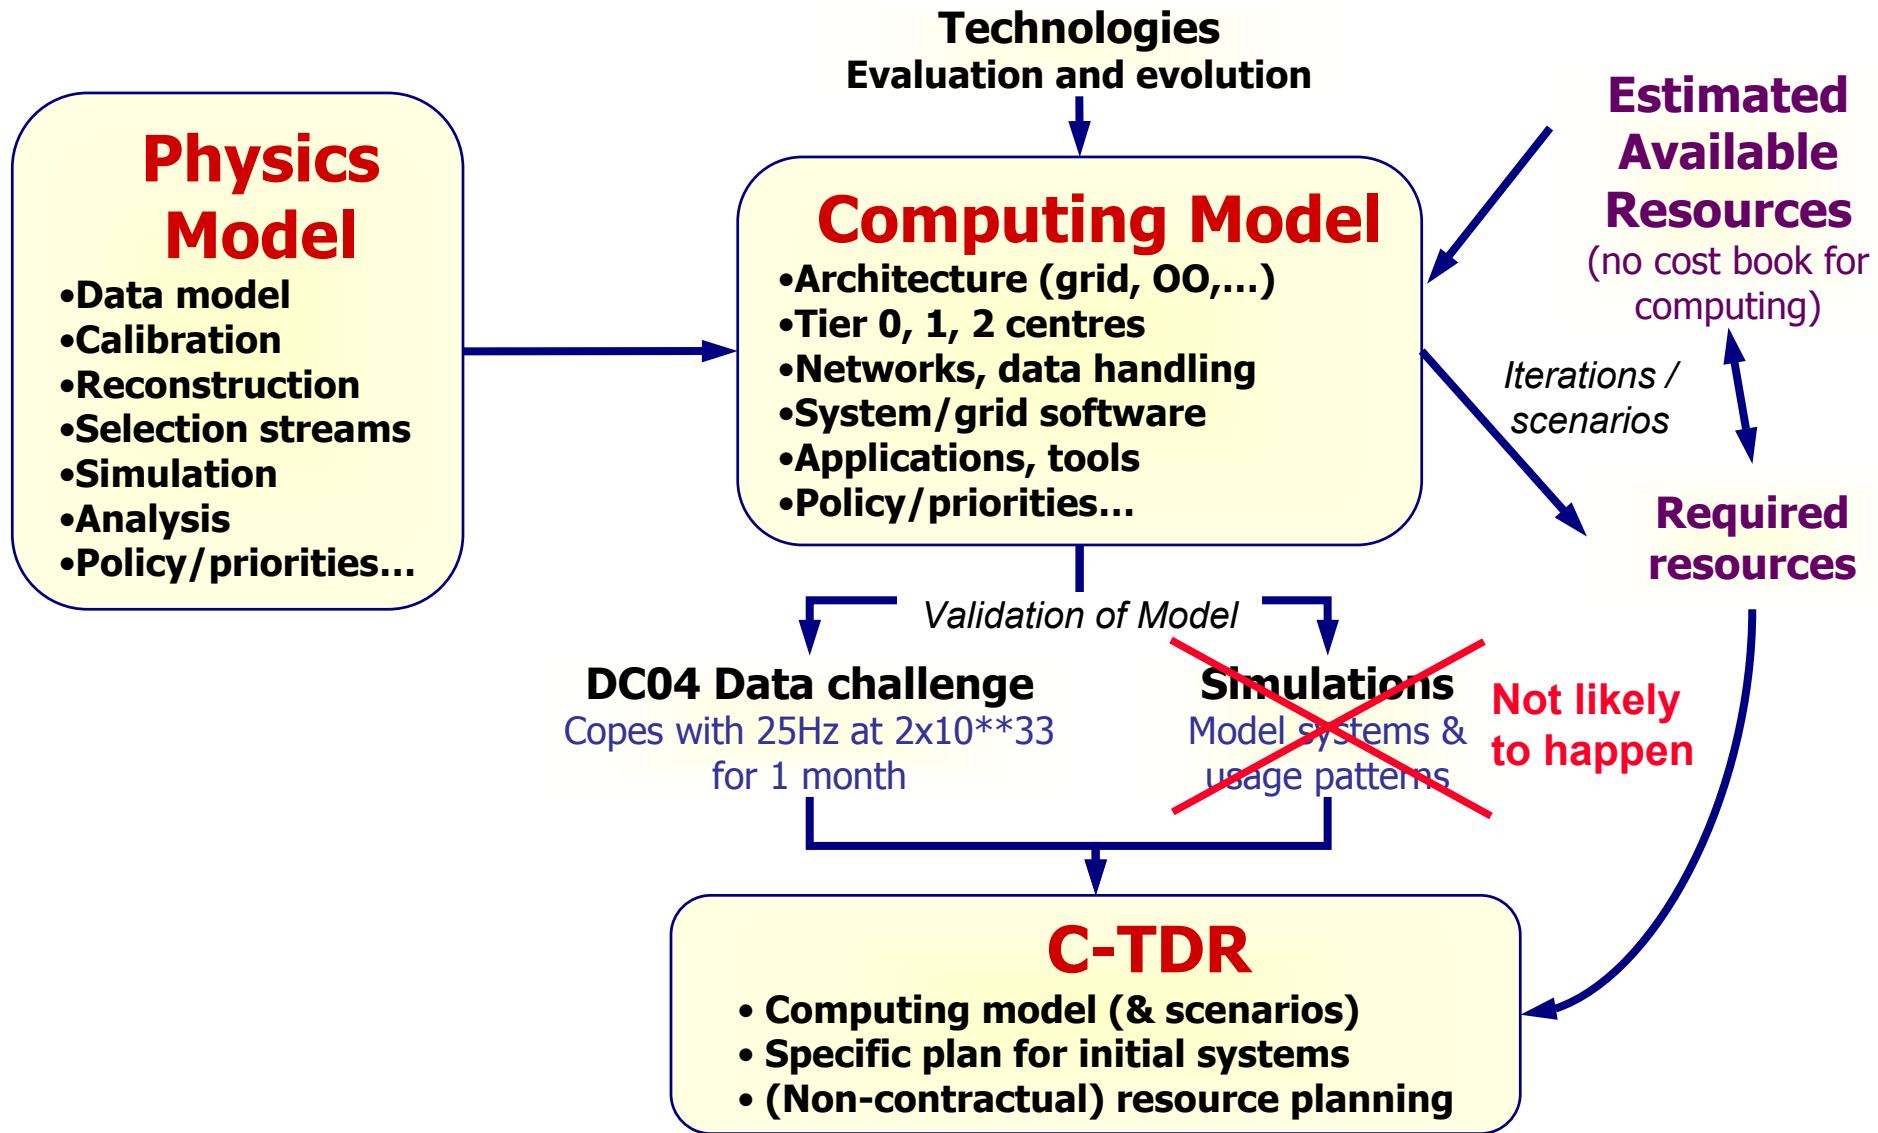 Technologies
Evaluation and evolution
Physics
Model
•Data model
•Calibration
•Reconstruction
•Selection streams
•Simulation
•Analysis
•Policy/priorities...
Computing Model
•Architecture (grid, OO,...)
•Tier 0, 1, 2 centres
•Networks, data handling
•System/grid software
•Applications, tools
•Policy/priorities...
Estimated
Available
Resources
(no cost book for
computing)
Iterations /
scenarios
Required
resources
Validation of Model
DC04 Data challenge
Copes with 25Hz at 2x10**33
for 1 month
Simulations
Model systems &
usage patterns
Not likely
to happen
C-TDR
• Computing model (& scenarios)
• Specific plan for initial systems
• (Non-contractual) resource planning